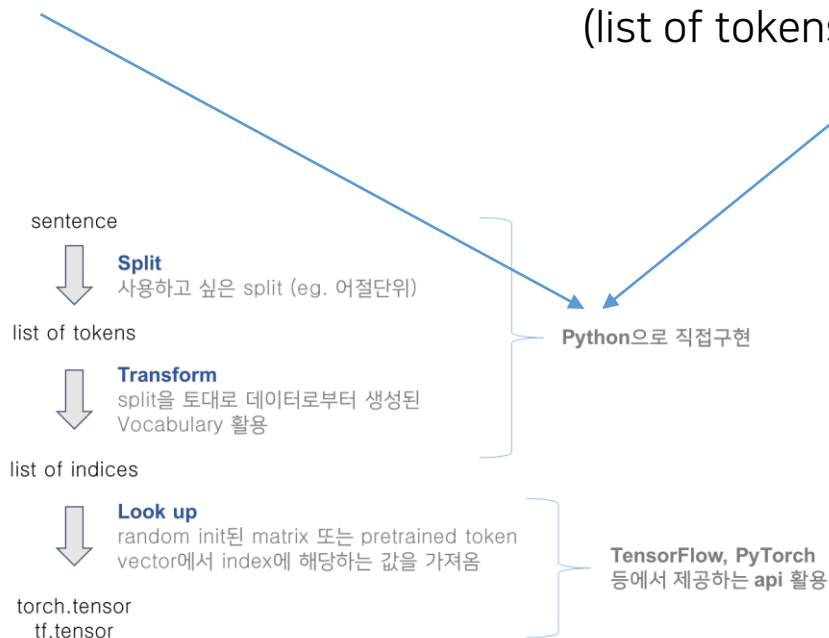 (list of tokens
sentence
Split
사용하고 싶은 split (eg. 어절단위)
list of tokens
Python으로 직접구현
Transform
split을 토대로 데이터로부터 생성된
Vocabulary 활용
list of indices
Look up
random init된 matrix 또는 pretrained token
vector에서 index에 해당하는 값을 가져옴
TensorFlow, PyTorch
등에서 제공하는 api 활용
torch.tensor
tf.tensor